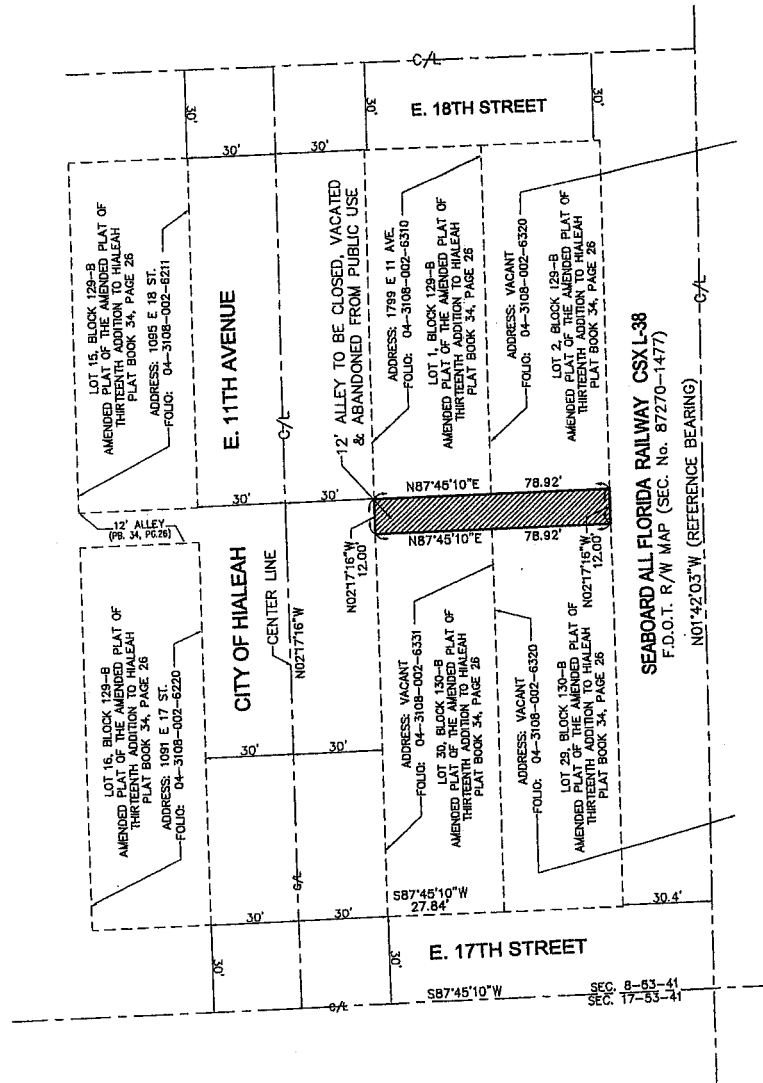 C/L
30'
30'
E. 18TH STREET
30'
30'
30'
LOT 15, BLOCK 129-B
AMENDED PLAT OF THE AMENDED PLAT OF
THIRTEENTH ADDITION TO HIALEAH
PLAT BOOK 34, PAGE 26
ADDRESS: 1095 E 18 ST.
FOLIO: 04-3108-002-6211
E. 11TH AVENUE
C/L
12' ALLEY TO BE CLOSED, VACATED
& ABANDONED FROM PUBLIC USE
ADDRESS: 1799 E 11 AVE.
FOLIO: 04-3108-002-6310
LOT 1, BLOCK 129-B
AMENDED PLAT OF THE AMENDED PLAT OF
THIRTEENTH ADDITION TO HIALEAH
PLAT BOOK 34, PAGE 26
ADDRESS: VACANT
FOLIO: 04-3108-002-6320
LOT 2, BLOCK 129-B
AMENDED PLAT OF THE AMENDED PLAT OF
THIRTEENTH ADDITION TO HIALEAH
PLAT BOOK 34, PAGE 26
30'
30'
N87°45'10"E
78.92'
12' ALLEY
(PB. 34, PG.26)
N02°17'16"W
12.00'
N87°45'10"E
78.92'
N02°17'16"W
12.00'
LOT 16, BLOCK 129-B
AMENDED PLAT OF THE AMENDED PLAT OF
THIRTEENTH ADDITION TO HIALEAH
PLAT BOOK 34, PAGE 26
ADDRESS: 1091 E 17 ST.
FOLIO: 04-3108-002-6220
CITY OF HIALEAH
CENTER LINE
N02°17'16"W
30'
30'
ADDRESS: VACANT
FOLIO: 04-3108-002-6331
LOT 30, BLOCK 130-B
AMENDED PLAT OF THE AMENDED PLAT OF
THIRTEENTH ADDITION TO HIALEAH
PLAT BOOK 34, PAGE 26
ADDRESS: VACANT
FOLIO: 04-3108-002-6320
LOT 29, BLOCK 130-B
AMENDED PLAT OF THE AMENDED PLAT OF
THIRTEENTH ADDITION TO HIALEAH
PLAT BOOK 34, PAGE 26
SEABOARD ALL FLORIDA RAILWAY CSX L-38
F.D.O.T. R/W MAP (SEC. No. 87270-1477)
N01°42'03"W (REFERENCE BEARING)
C/L
C/L
S87°45'10"W
27.84'
30'
30'
30.4'
30'
30'
E. 17TH STREET
C/L
S87°45'10"W
SEC. 8-53-41
SEC. 17-53-41